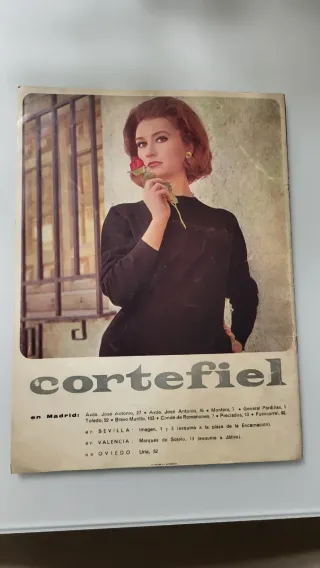 cortefiel
en Madrid: Avda. José Antonio, 27 • Avda. José Antonio, 16 • Montera, 1 • General Pardiñas, 1
Toledo, 52 • Bravo Murillo, 103 • Conde de Romanones, 1 • Preciados, 13 • Fuencarral,
en SEVILLA: Imagen, 1 y 3 (esquina a la plaza de la Encarnación).
en VALENCIA: Marqués de Sotelo, 11 (esquina a Játiva).
en OVIEDO: Uría, 52